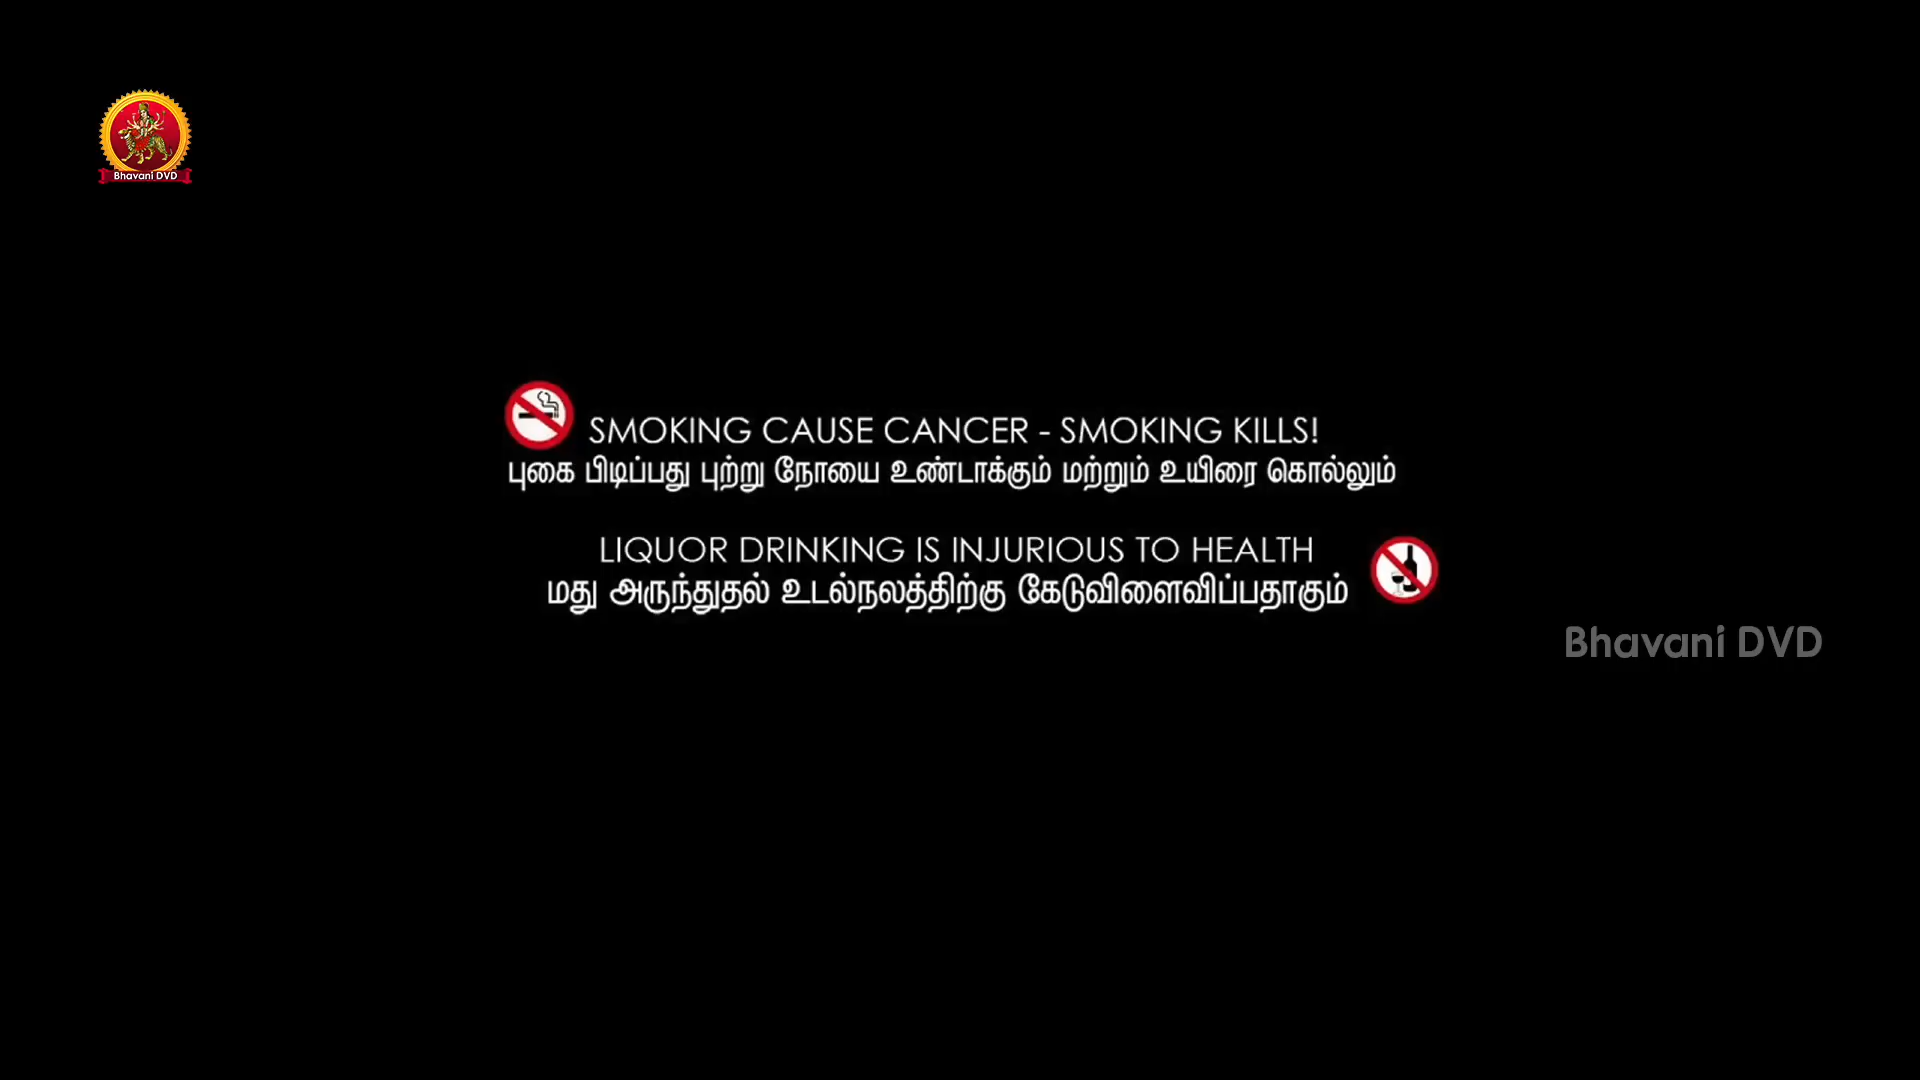 Bhavani DVD
SMOKING CAUSE CANCER - SMOKING KILLS!
புகை பிடிப்பது புற்று நோயை உண்டாக்கும் மற்றும் உயிரை கொல்லும்
LIQUOR DRINKING IS INJURIOUS TO HEALTH
மது அருந்துதல் உடல்நலத்திற்கு கேடுவிளைவிப்பதாகும்
Bhavani DVD